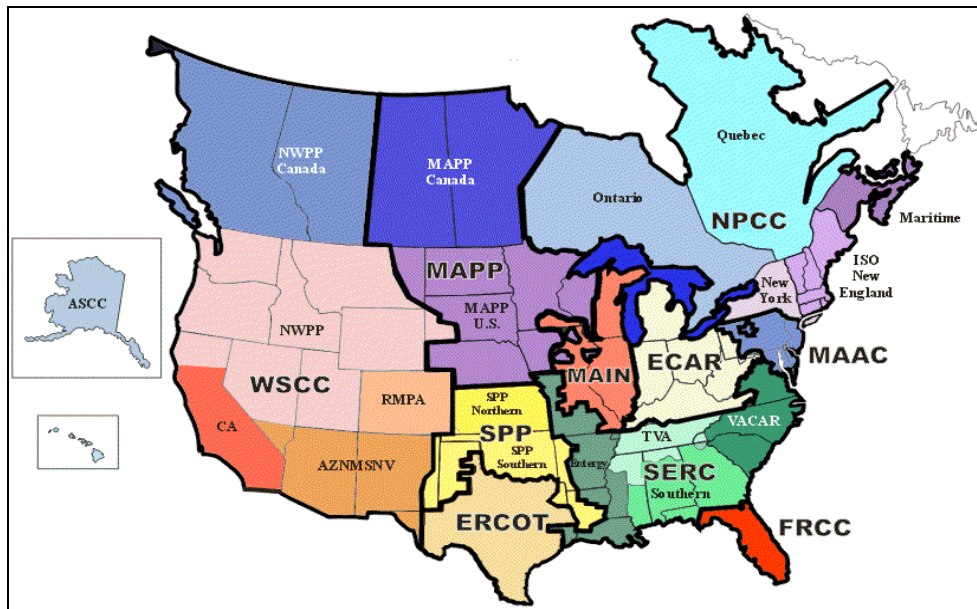 Quebec
NWPP
Canada
MAPP
Canada
Ontario
NPCC
Maritime
ISO
New
England
MAPP
New
York
ASCC
MAPP
U.S.
NWPP
ECAR
MAAC
MAIN
WSCC
RMPA
SPP
Northern
CA
SPP
VACAR
TVA
AZNMSNV
SPP
Southern
Entergy
SERC
Southern
ERCOT
FRCC